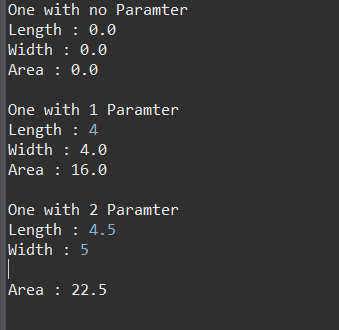 One with no Paramter
Length : 0.0
Width : 0.0
Area : 0.0
One with 1 Paramter
Length : 4
Width : 4.0
Area : 16.0
One with 2 Paramter
Length : 4.5
Width : 5
Area : 22.5